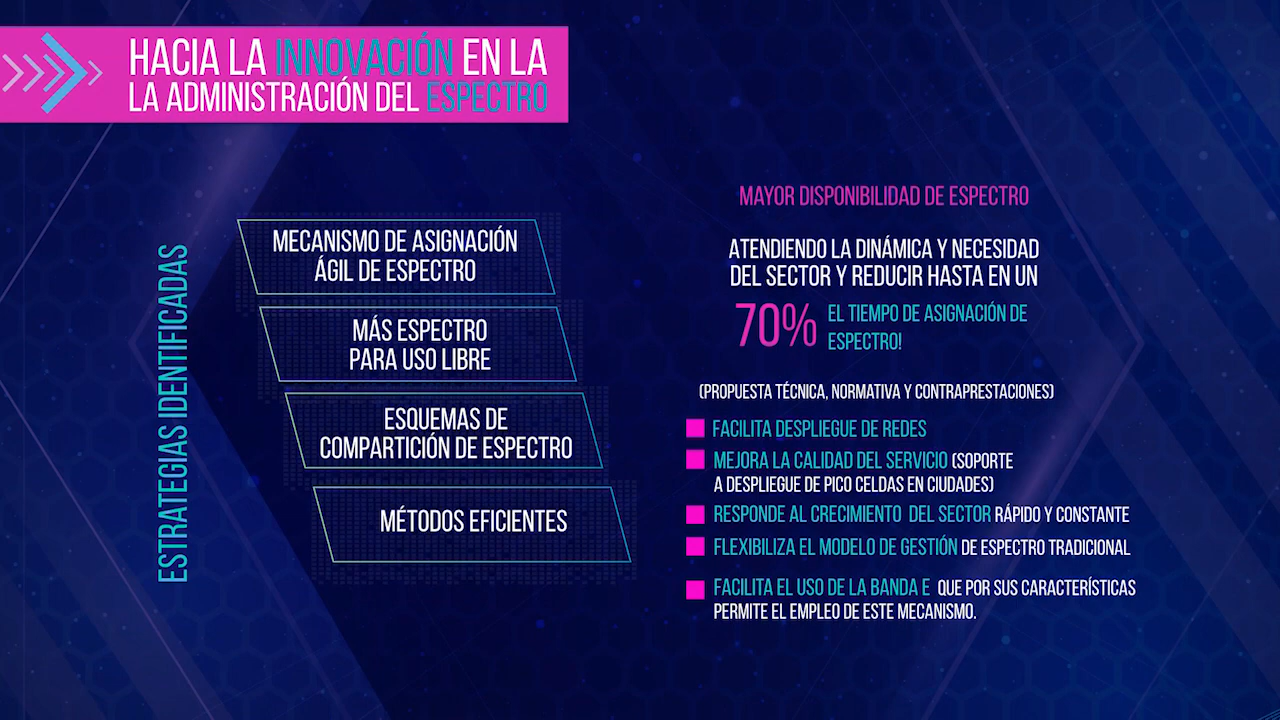 HACIA LA INNOVACIÓN EN LA
LA ADMINISTRACIÓN DEL ESPECTRO
ESTRATEGIAS IDENTIFICADAS
MECANISMO DE ASIGNACIÓN
ÁGIL DE ESPECTRO
MÁS ESPECTRO
PARA USO LIBRE
ESQUEMAS DE
COMPARTICIÓN DE ESPECTRO
MÉTODOS EFICIENTES
MAYOR DISPONIBILIDAD DE ESPECTRO
ATENDIENDO LA DINÁMICA Y NECESIDAD
DEL SECTOR Y REDUCIR HASTA EN UN
70% EL TIEMPO DE ASIGNACIÓN DE
ESPECTRO!
(PROPUESTA TÉCNICA, NORMATIVA Y CONTRAPRESTACIONES)
FACILITA DESPLIEGUE DE REDES
MEJORA LA CALIDAD DEL SERVICIO (SOPORTE
A DESPLIEGUE DE PICO CELDAS EN CIUDADES)
RESPONDE AL CRECIMIENTO DEL SECTOR RÁPIDO Y CONSTANTE
FLEXIBILIZA EL MODELO DE GESTIÓN DE ESPECTRO TRADICIONAL
FACILITA EL USO DE LA BANDA E QUE POR SUS CARACTERÍSTICAS
PERMITE EL EMPLEO DE ESTE MECANISMO.